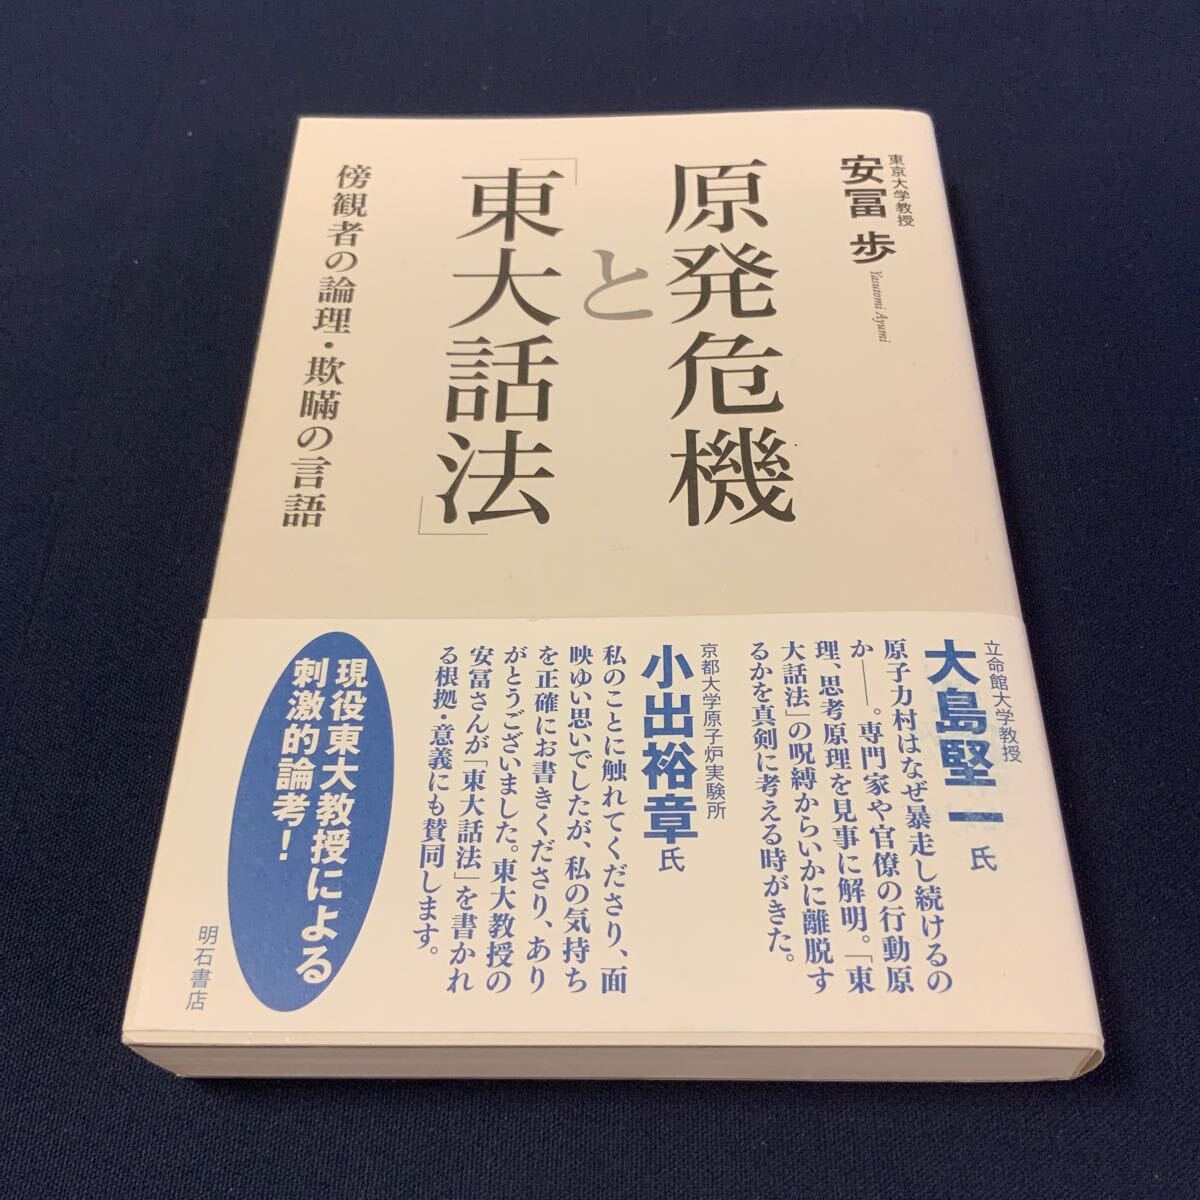 東京大学教授
安冨 歩
Yasutomi Ayumi
原発危機
と
「東大話法」
傍観者の論理・欺瞞の言語
立命館大学教授
大島堅一氏
原子力村はなぜ暴走し続けるの
か――。専門家や官僚の行動原
理、思考原理を見事に解明。「東
大話法」の呪縛からいかに離脱す
るかを真剣に考える時がきた。
京都大学原子炉実験所
小出裕章氏
私のことに触れてくださり、面
映ゆい思いでしたが、私の気持ち
を正確にお書きくださり、あり
がとうございました。東大教授の
安冨さんが「東大話法」を書かれ
る根拠・意義にも賛同します。
現役東大教授による
刺激的論考！
明石書店